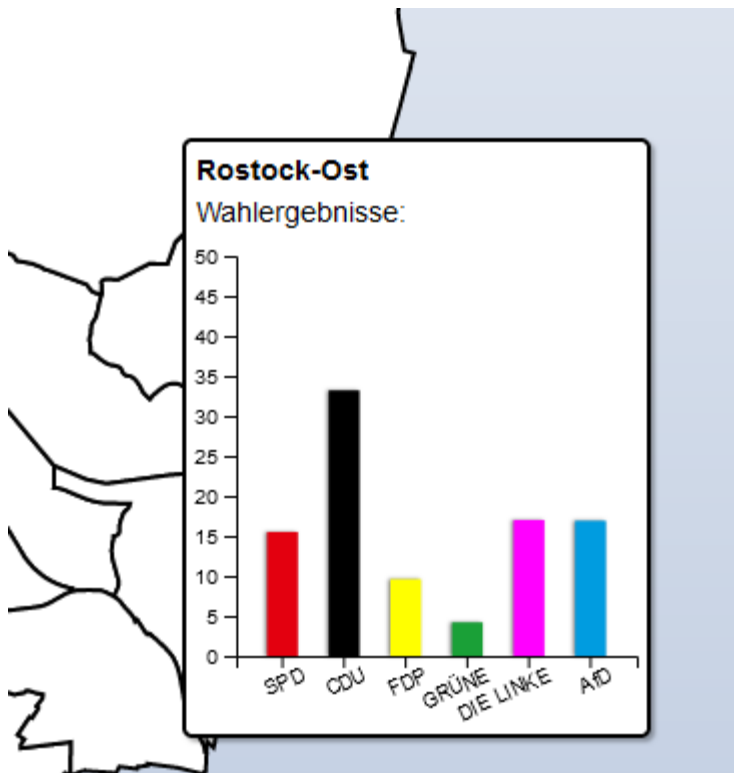 Rostock-Ost
Wahlergebnisse:
50
45
40
35
30
25
20
15
10
5
0
SPD
CDU
FDP
GRÜNE
DIE LINKE
AfD